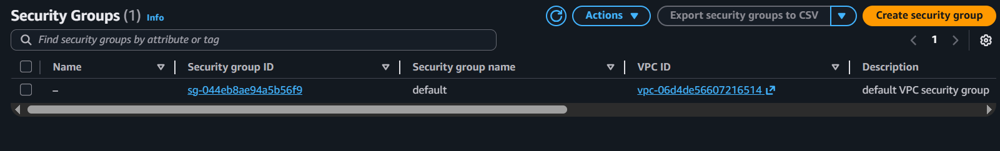 Security Groups (1) Info
Actions
Export security groups to CSV
Create security group
Find security groups by attribute or tag
1
Name Security group ID Security group name VPC ID Description
– sg-044eb8ae94a5b56f9 default vpc-06d4de56607216514 default VPC security group